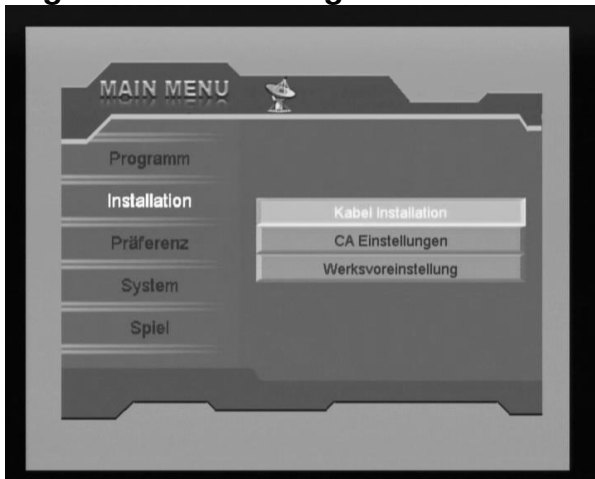 MAIN MENU
Programm
Installation
Präferenz
System
Spiel
Kabel Installation
CA Einstellungen
Werksvoreinstellung